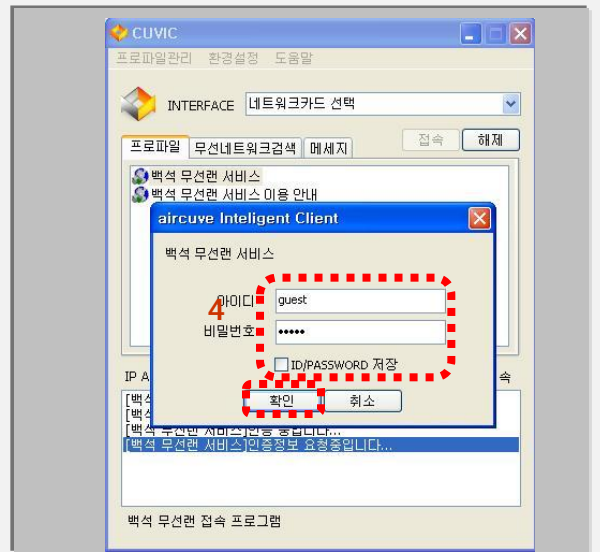 CUVIC
프로파일관리 환경설정 도움말
INTERFACE 네트워크카드 선택
프로파일 무선네트워크검색 메세지 접속 해제
백석 무선랜 서비스
백석 무선랜 서비스 이용 안내
aircuve Inteligent Client
백석 무선랜 서비스
4
아이디 guest
비밀번호 •••••
ID/PASSWORD 저장
확인 취소
IP A 속
[백석
[백석
[백석 무선랜 서비스]인증 중입니다...
[백석 무선랜 서비스]인증정보 요청중입니다...
백석 무선랜 접속 프로그램